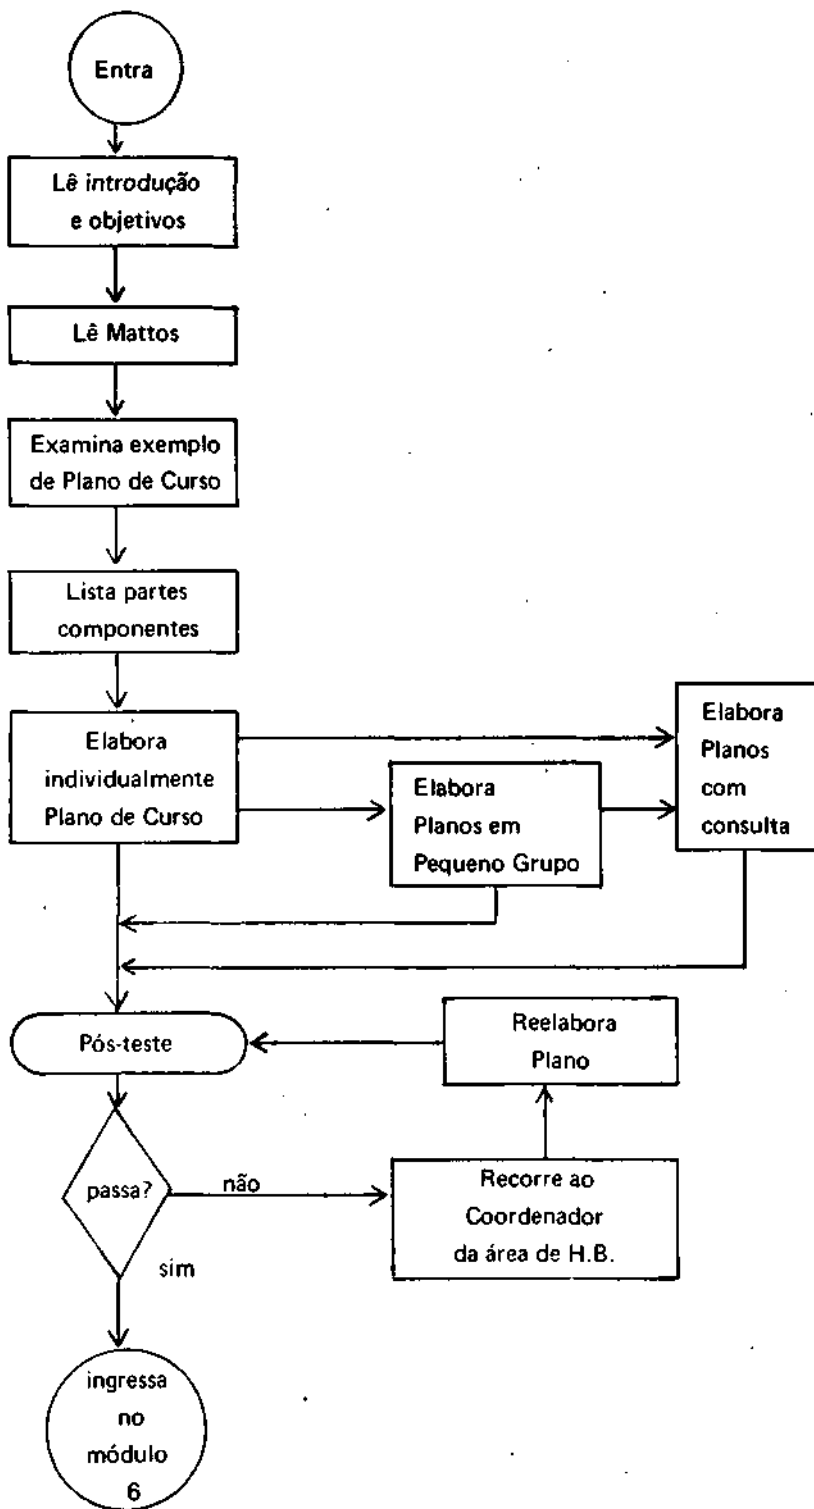 Entra
Lê introdução
e objetivos
Lê Mattos
Examina exemplo
de Plano de Curso
Lista partes
componentes
Elabora
individualmente
Plano de Curso
Elabora
Planos em
Pequeno Grupo
Elabora
Planos
com
consulta
Pós-teste
Reelabora
Plano
passa?
não
Recorre ao
Coordenador
da área de H.B.
sim
ingressa
no
módulo
6